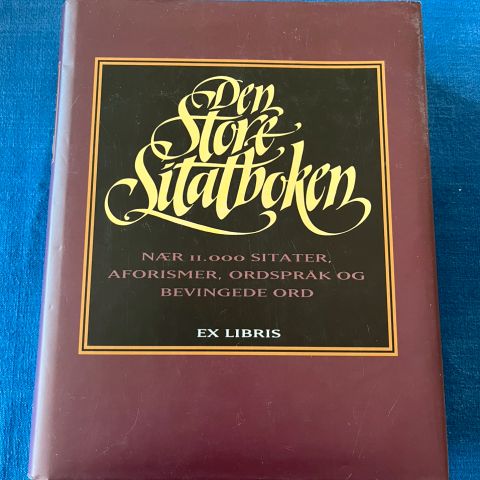 Den
Store
Sitatboken
NÆR 11.000 SITATER,
AFORISMER, ORDSPRÅK OG
BEVINGEDE ORD
EX LIBRIS